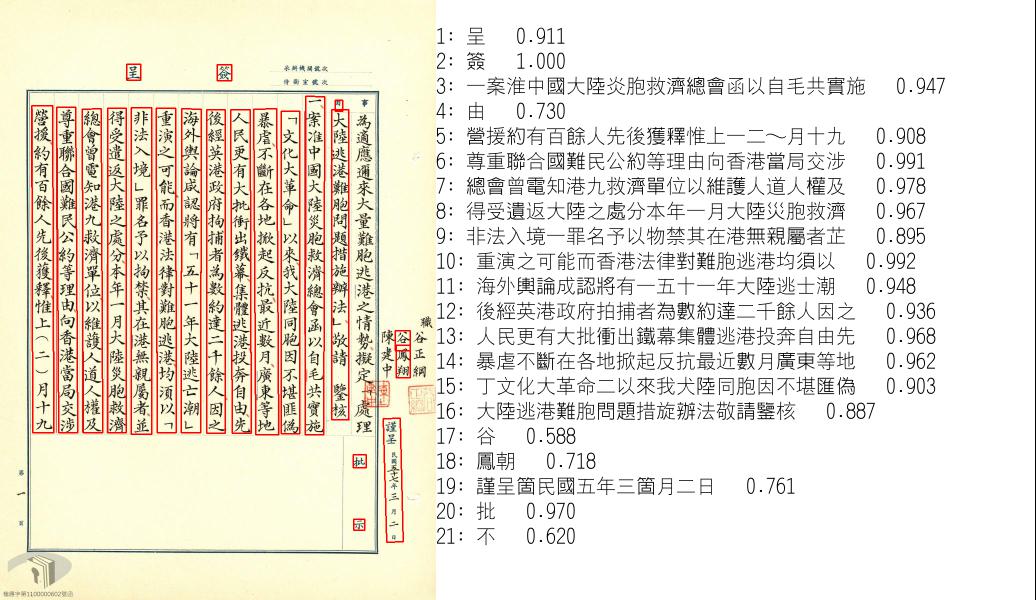 承辦機關號次
侍衛室號次
簽呈
事由
為適應邇來大量難胞逃港之情勢擬定「處理
大陸逃港難胞問題措施辦法」敬請 鑒核
職
谷正綱
谷鳳翔
陳建中
謹呈 民國五十七年三月二日
批示
一案准中國大陸災胞救濟總會函以自毛共實施
「文化大革命」以來我大陸同胞因不堪匪偽
暴虐不斷在各地掀起反抗最近數月廣東等地
人民更有大批衝出鐵幕集體逃港投奔自由先
後經英港政府拘捕者為數約達二千餘人因之
海外輿論咸認將有「五十一年大陸逃亡潮」
重演之可能而香港法律對難胞逃港均須以「
非法入境」罪名予以拘禁其在港無親屬者並
得受遣返大陸之處分本年一月大陸災胞救濟
總會曾電知港九救濟單位以維護人道人權及
尊重聯合國難民公約等理由向香港當局交涉
營援約有百餘人先後獲釋惟上(二)月十九
第一頁
檔應字第1100000602號函
1: 呈 0.911
2: 簽 1.000
3: 一案淮中國大陸炎胞救濟總會函以自毛共實施 0.947
4: 由 0.730
5: 營援約有百餘人先後獲釋惟上一二～月十九 0.908
6: 尊重聯合國難民公約等理由向香港當局交涉 0.991
7: 總會曾電知港九救濟單位以維護人道人權及 0.978
8: 得受遺返大陸之處分本年一月大陸災胞救濟 0.967
9: 非法入境一罪名予以物禁其在港無親屬者芷 0.895
10: 重演之可能而香港法律對難胞逃港均須以 0.992
11: 海外輿論成認將有一五十一年大陸逃士潮 0.948
12: 後經英港政府拍捕者為數約達二千餘人因之 0.936
13: 人民更有大批衝出鐵幕集體逃港投奔自由先 0.968
14: 暴虐不斷在各地掀起反抗最近數月廣東等地 0.962
15: 丁文化大革命二以來我大陸同胞因不堪匯偽 0.903
16: 大陸逃港難胞問題措旋辦法敬請鑒核 0.887
17: 谷 0.588
18: 鳳朝 0.718
19: 謹呈箇民國五年三箇月二日 0.761
20: 批 0.970
21: 不 0.620